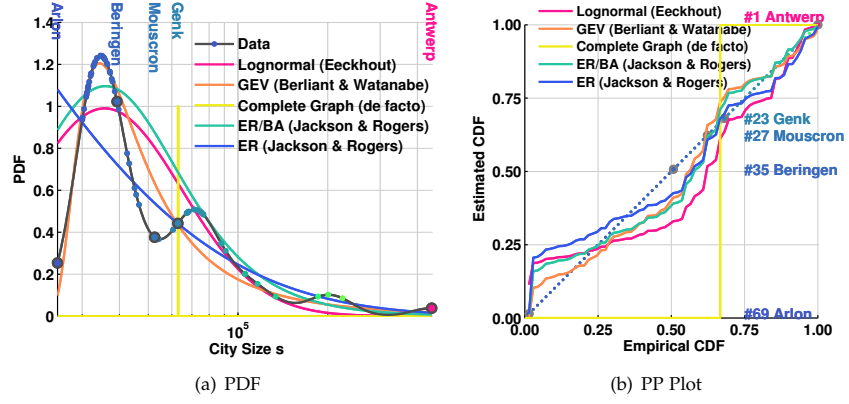 Arlon
Beringen
Mouscron
Genk
Antwerp
Data
Lognormal (Eeckhout)
GEV (Berliant & Watanabe)
Complete Graph (de facto)
ER/BA (Jackson & Rogers)
ER (Jackson & Rogers)
1.4
1.2
1
0.8
0.6
0.4
0.2
0
PDF
10^5
City Size s
(a) PDF
#1 Antwerp
Lognormal (Eeckhout)
GEV (Berliant & Watanabe)
Complete Graph (de facto)
ER/BA (Jackson & Rogers)
ER (Jackson & Rogers)
#23 Genk
#27 Mouscron
#35 Beringen
#69 Arlon
1.00
0.75
0.50
0.25
0.00
Estimated CDF
0.00 0.25 0.50 0.75 1.00
Empirical CDF
(b) PP Plot